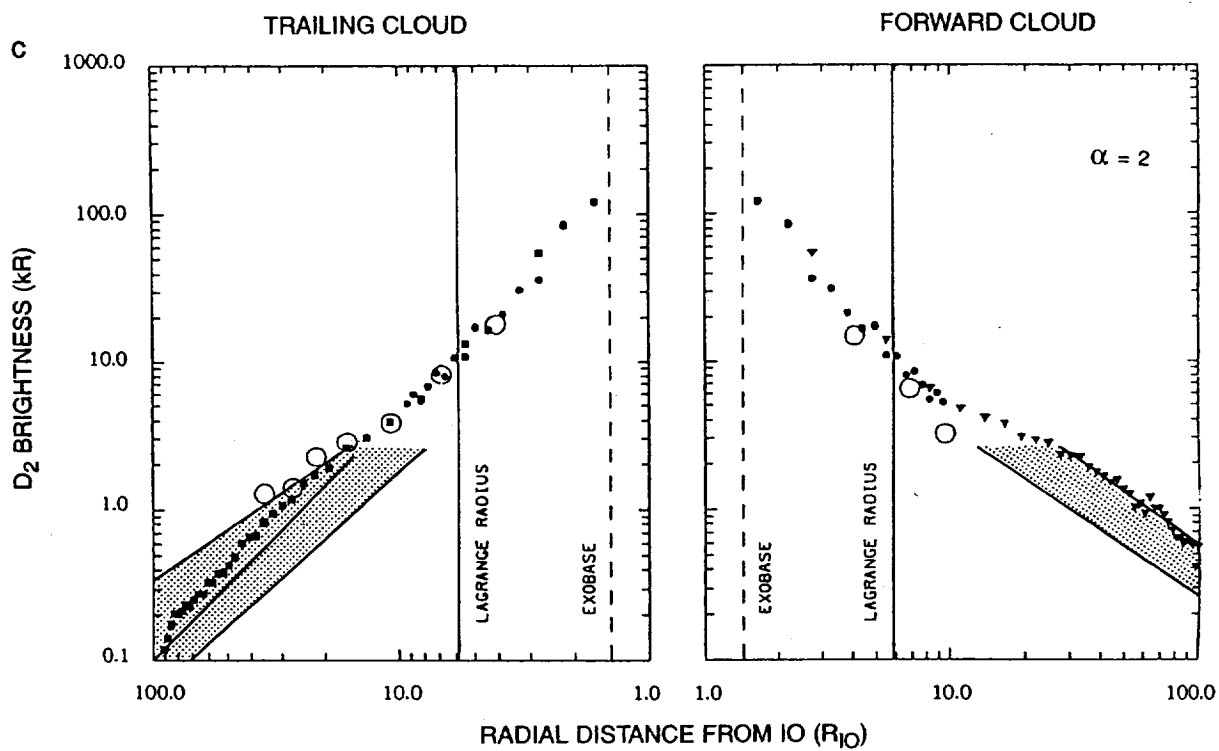 TRAILING CLOUD
FORWARD CLOUD
C
1000.0
100.0
10.0
1.0
0.1
D2 BRIGHTNESS (kR)
α = 2
LAGRANGE RADIUS
EXOBASE
EXOBASE
LAGRANGE RADIUS
100.0
10.0
1.0
1.0
10.0
100.0
RADIAL DISTANCE FROM IO (RIO)